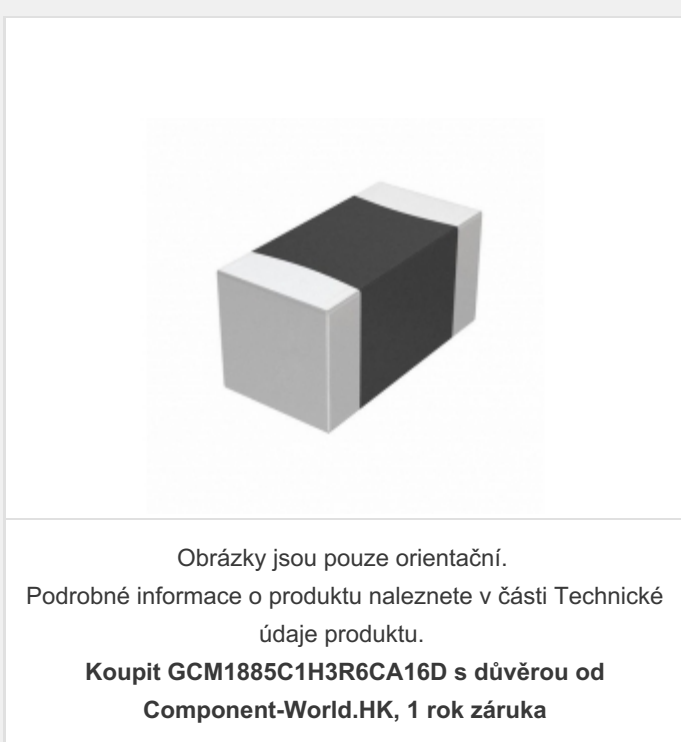 Obrázky jsou pouze orientační.
Podrobné informace o produktu naleznete v části Technické
údaje produktu.
Koupit GCM1885C1H3R6CA16D s důvěrou od
Component-World.HK, 1 rok záruka